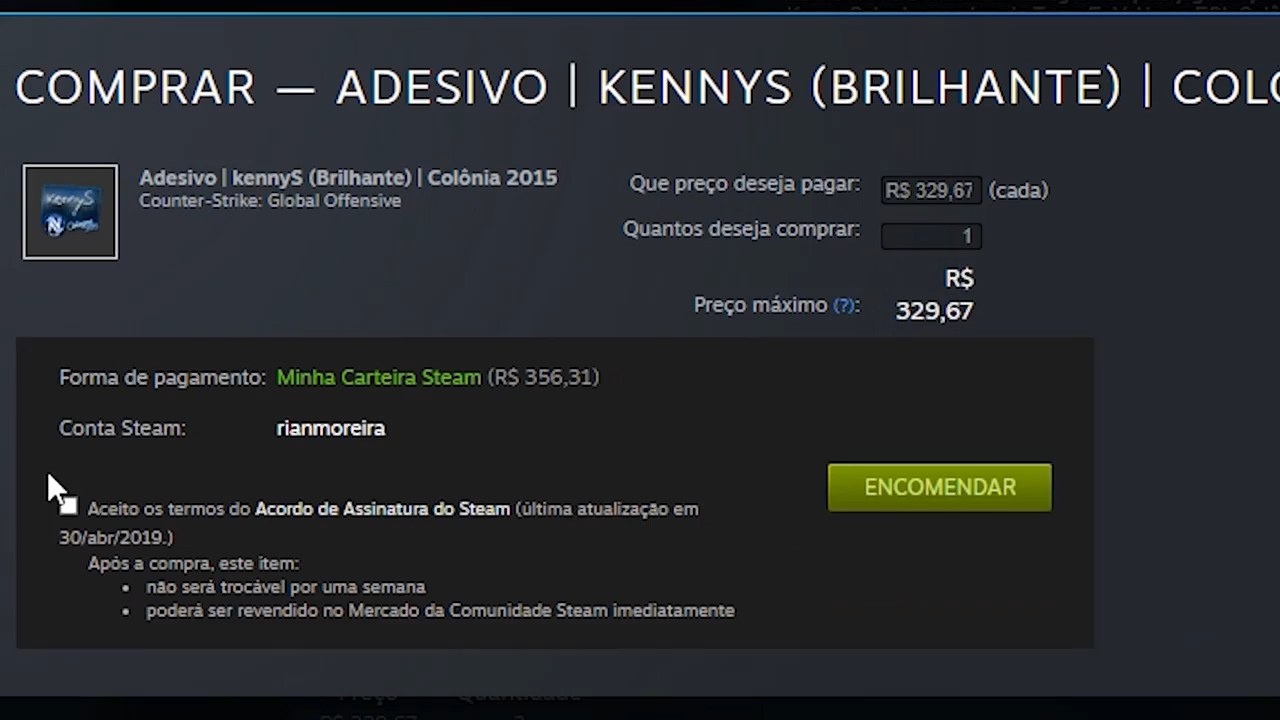 COMPRAR — ADESIVO | KENNYS (BRILHANTE) | COLO
Adesivo | kennyS (Brilhante) | Colônia 2015
Counter-Strike: Global Offensive
kennyS
Que preço deseja pagar: R$ 329,67 (cada)
Quantos deseja comprar: 1
Preço máximo (?): R$ 329,67
Forma de pagamento: Minha Carteira Steam (R$ 356,31)
Conta Steam: rianmoreira
ENCOMENDAR
Aceito os termos do Acordo de Assinatura do Steam (última atualização em
30/abr/2019.)
Após a compra, este item:
• não será trocável por uma semana
• poderá ser revendido no Mercado da Comunidade Steam imediatamente
Preço Quantidade